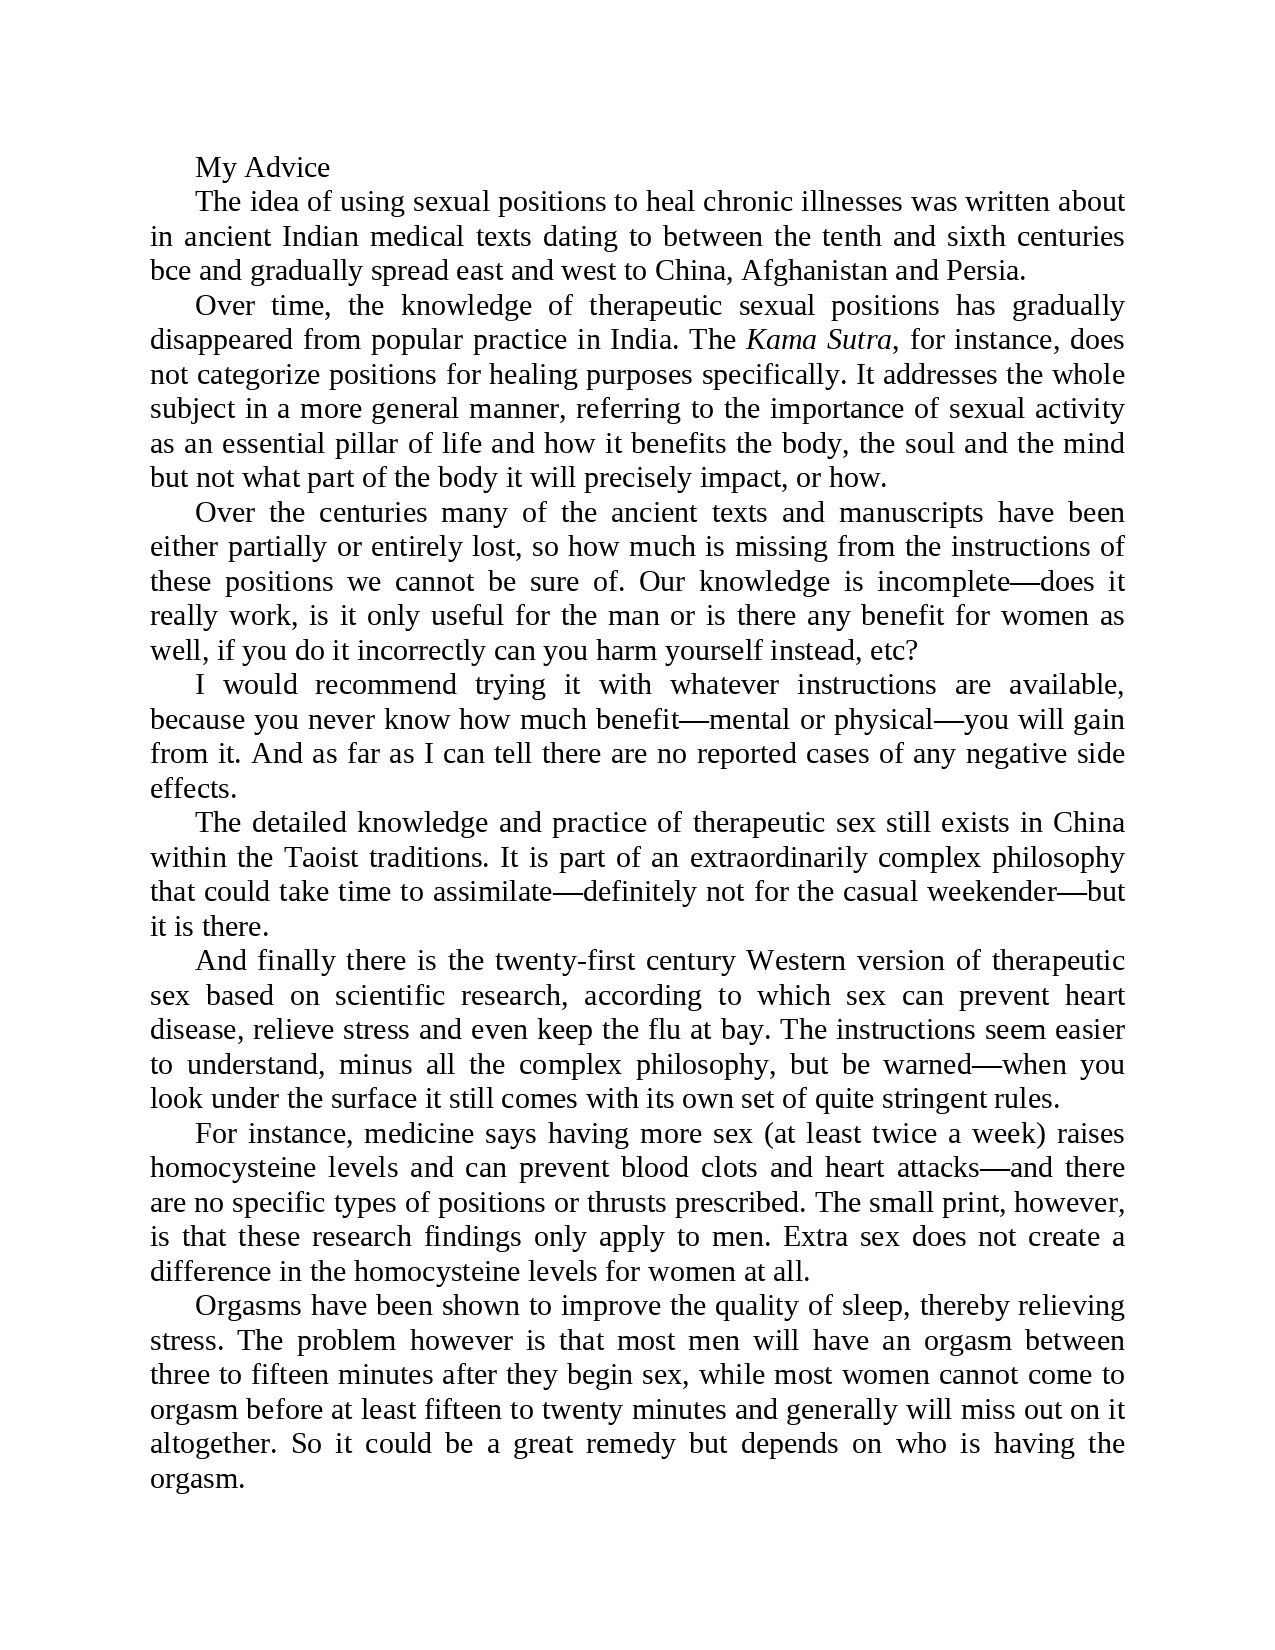 My Advice
The idea of using sexual positions to heal chronic illnesses was written about
in ancient Indian medical texts dating to between the tenth and sixth centuries
bce and gradually spread east and west to China, Afghanistan and Persia.
Over time, the knowledge of therapeutic sexual positions has gradually
disappeared from popular practice in India. The Kama Sutra, for instance, does
not categorize positions for healing purposes specifically. It addresses the whole
subject in a more general manner, referring to the importance of sexual activity
as an essential pillar of life and how it benefits the body, the soul and the mind
but not what part of the body it will precisely impact, or how.
Over the centuries many of the ancient texts and manuscripts have been
either partially or entirely lost, so how much is missing from the instructions of
these positions we cannot be sure of. Our knowledge is incomplete—does it
really work, is it only useful for the man or is there any benefit for women as
well, if you do it incorrectly can you harm yourself instead, etc?
I would recommend trying it with whatever instructions are available,
because you never know how much benefit—mental or physical—you will gain
from it. And as far as I can tell there are no reported cases of any negative side
effects.
The detailed knowledge and practice of therapeutic sex still exists in China
within the Taoist traditions. It is part of an extraordinarily complex philosophy
that could take time to assimilate—definitely not for the casual weekender—but
it is there.
And finally there is the twenty-first century Western version of therapeutic
sex based on scientific research, according to which sex can prevent heart
disease, relieve stress and even keep the flu at bay. The instructions seem easier
to understand, minus all the complex philosophy, but be warned—when you
look under the surface it still comes with its own set of quite stringent rules.
For instance, medicine says having more sex (at least twice a week) raises
homocysteine levels and can prevent blood clots and heart attacks—and there
are no specific types of positions or thrusts prescribed. The small print, however,
is that these research findings only apply to men. Extra sex does not create a
difference in the homocysteine levels for women at all.
Orgasms have been shown to improve the quality of sleep, thereby relieving
stress. The problem however is that most men will have an orgasm between
three to fifteen minutes after they begin sex, while most women cannot come to
orgasm before at least fifteen to twenty minutes and generally will miss out on it
altogether. So it could be a great remedy but depends on who is having the
orgasm.